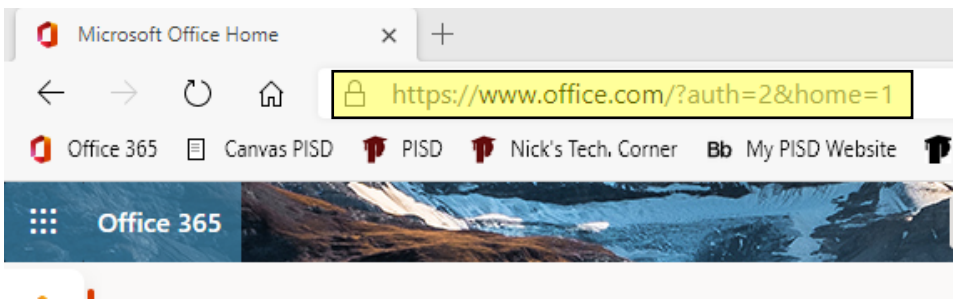 Microsoft Office Home
https://www.office.com/?auth=2&home=1
Office 365 Canvas PISD PISD Nick's Tech. Corner Bb My PISD Website
Office 365